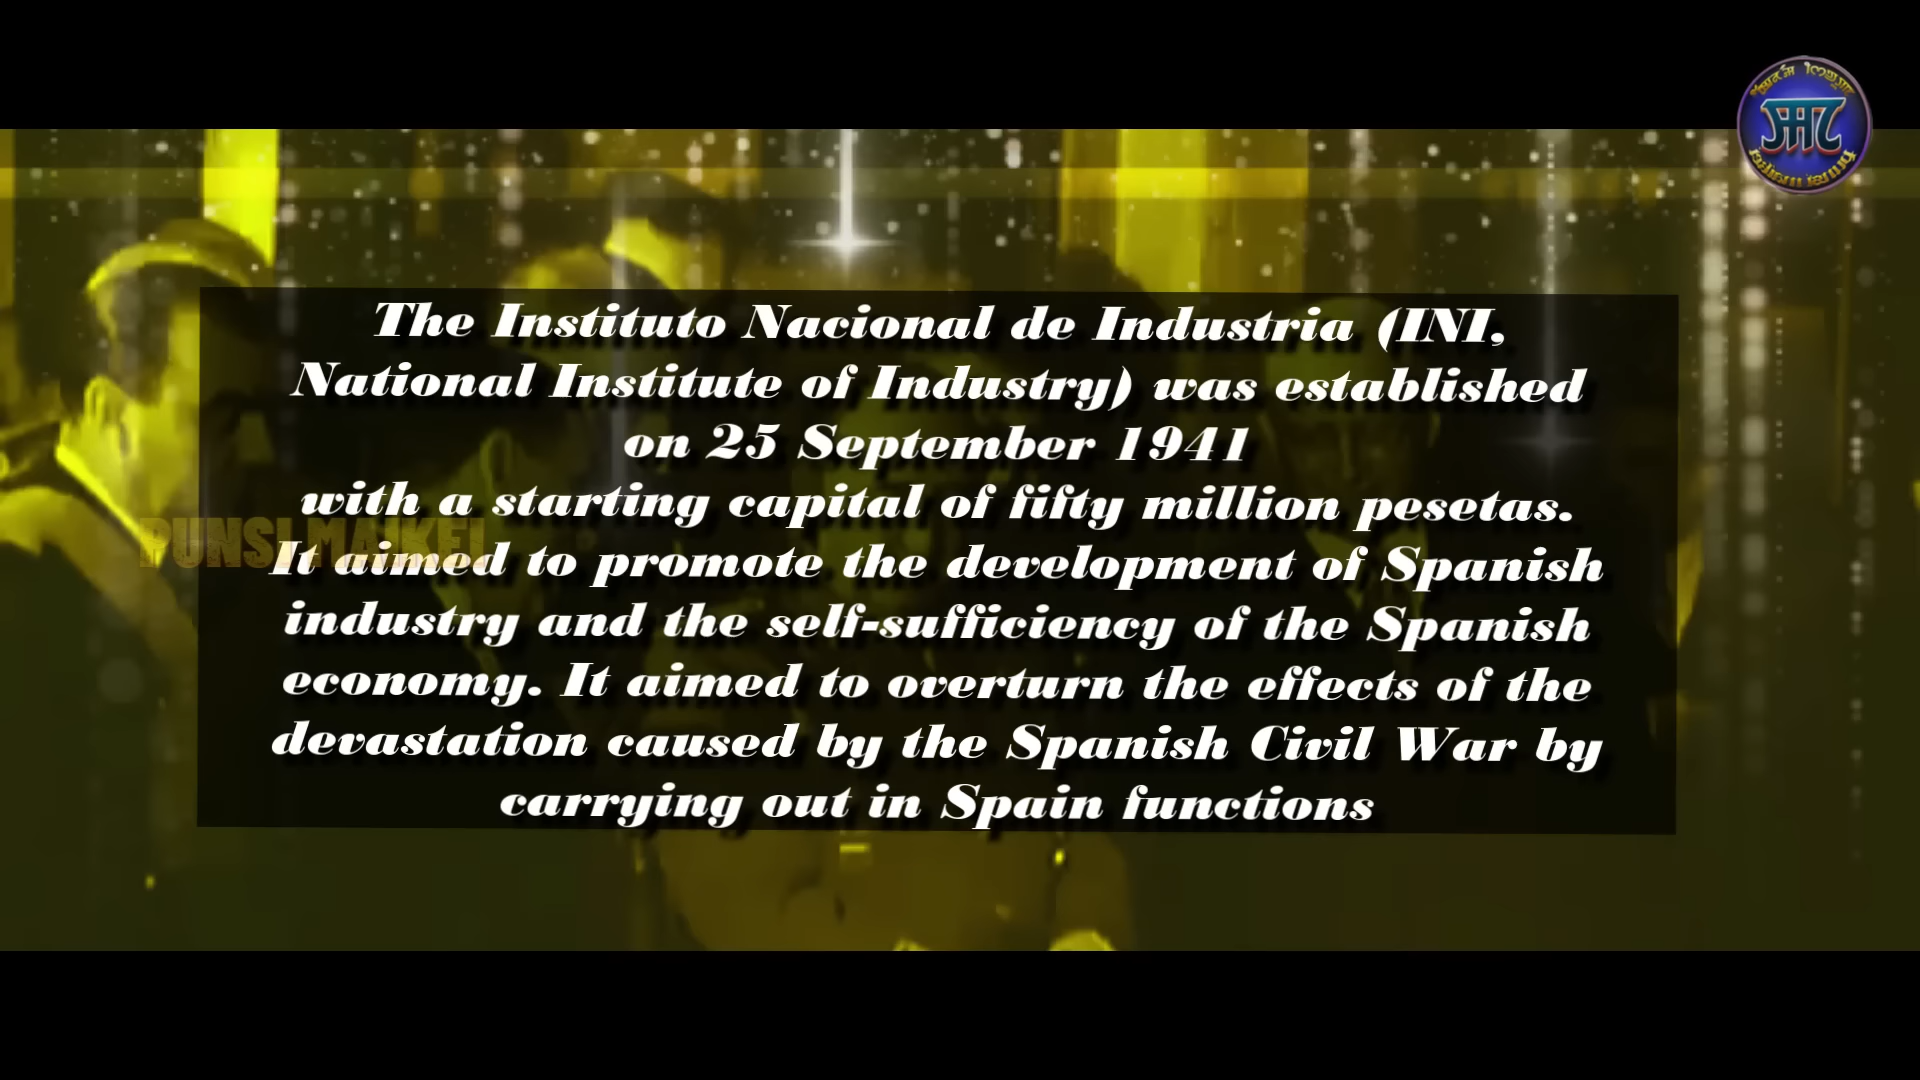 The Instituto Nacional de Industria (INI,
National Institute of Industry) was established
on 25 September 1941
with a starting capital of fifty million pesetas.
PUNSI MAIKEL
It aimed to promote the development of Spanish
industry and the self-sufficiency of the Spanish
economy. It aimed to overturn the effects of the
devastation caused by the Spanish Civil War by
carrying out in Spain functions